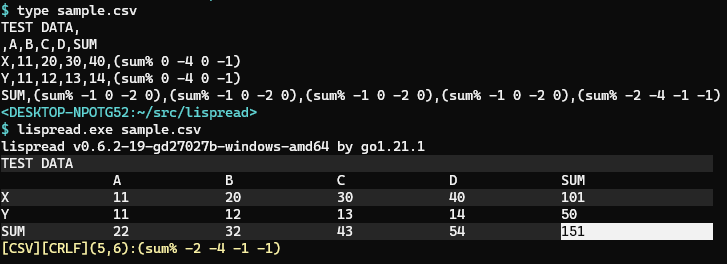 $ type sample.csv
TEST DATA,
,A,B,C,D,SUM
X,11,20,30,40,(sum% 0 -4 0 -1)
Y,11,12,13,14,(sum% 0 -4 0 -1)
SUM,(sum% -1 0 -2 0),(sum% -1 0 -2 0),(sum% -1 0 -2 0),(sum% -1 0 -2 0),(sum% -2 -4 -1 -1)
<DESKTOP-NPOTG52:~/src/lispread>
$ lispread.exe sample.csv
lispread v0.6.2-19-gd27027b-windows-amd64 by go1.21.1
TEST DATA
A B C D SUM
X 11 20 30 40 101
Y 11 12 13 14 50
SUM 22 32 43 54 151
[CSV][CRLF](5,6):(sum% -2 -4 -1 -1)